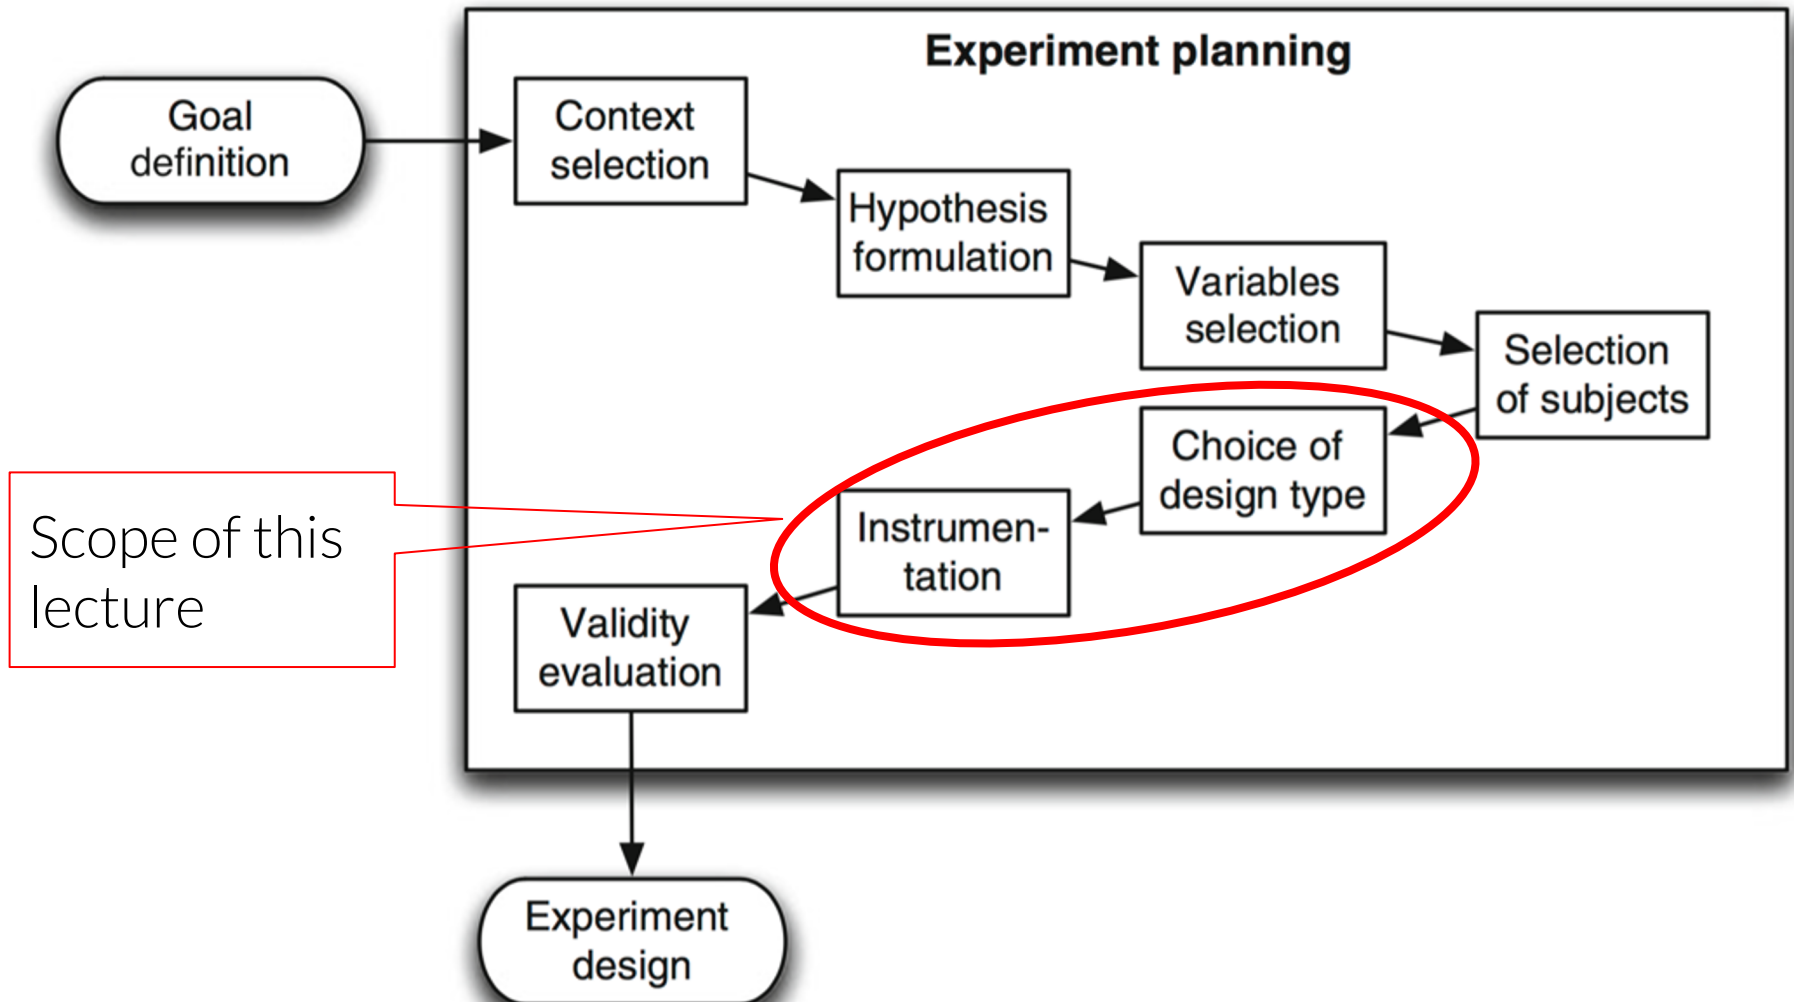 Experiment planning
Goal
definition
Context
selection
Hypothesis
formulation
Variables
selection
Selection
of subjects
Choice of
design type
Instrumen-
tation
Scope of this
lecture
Validity
evaluation
Experiment
design